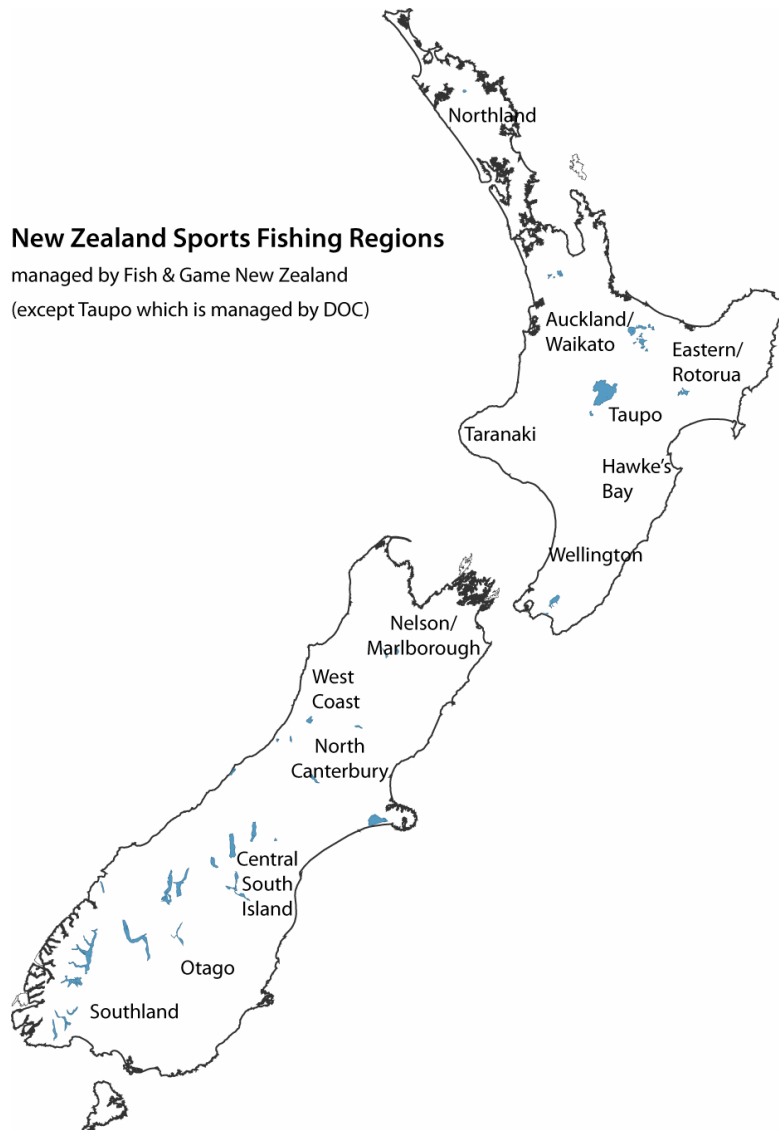 Northland
New Zealand Sports Fishing Regions
managed by Fish & Game New Zealand
(except Taupo which is managed by DOC)
Auckland/
Waikato
Eastern/
Rotorua
Taupo
Taranaki
Hawke's
Bay
Wellington
Nelson/
Marlborough
West
Coast
North
Canterbury
Central
South
Island
Otago
Southland